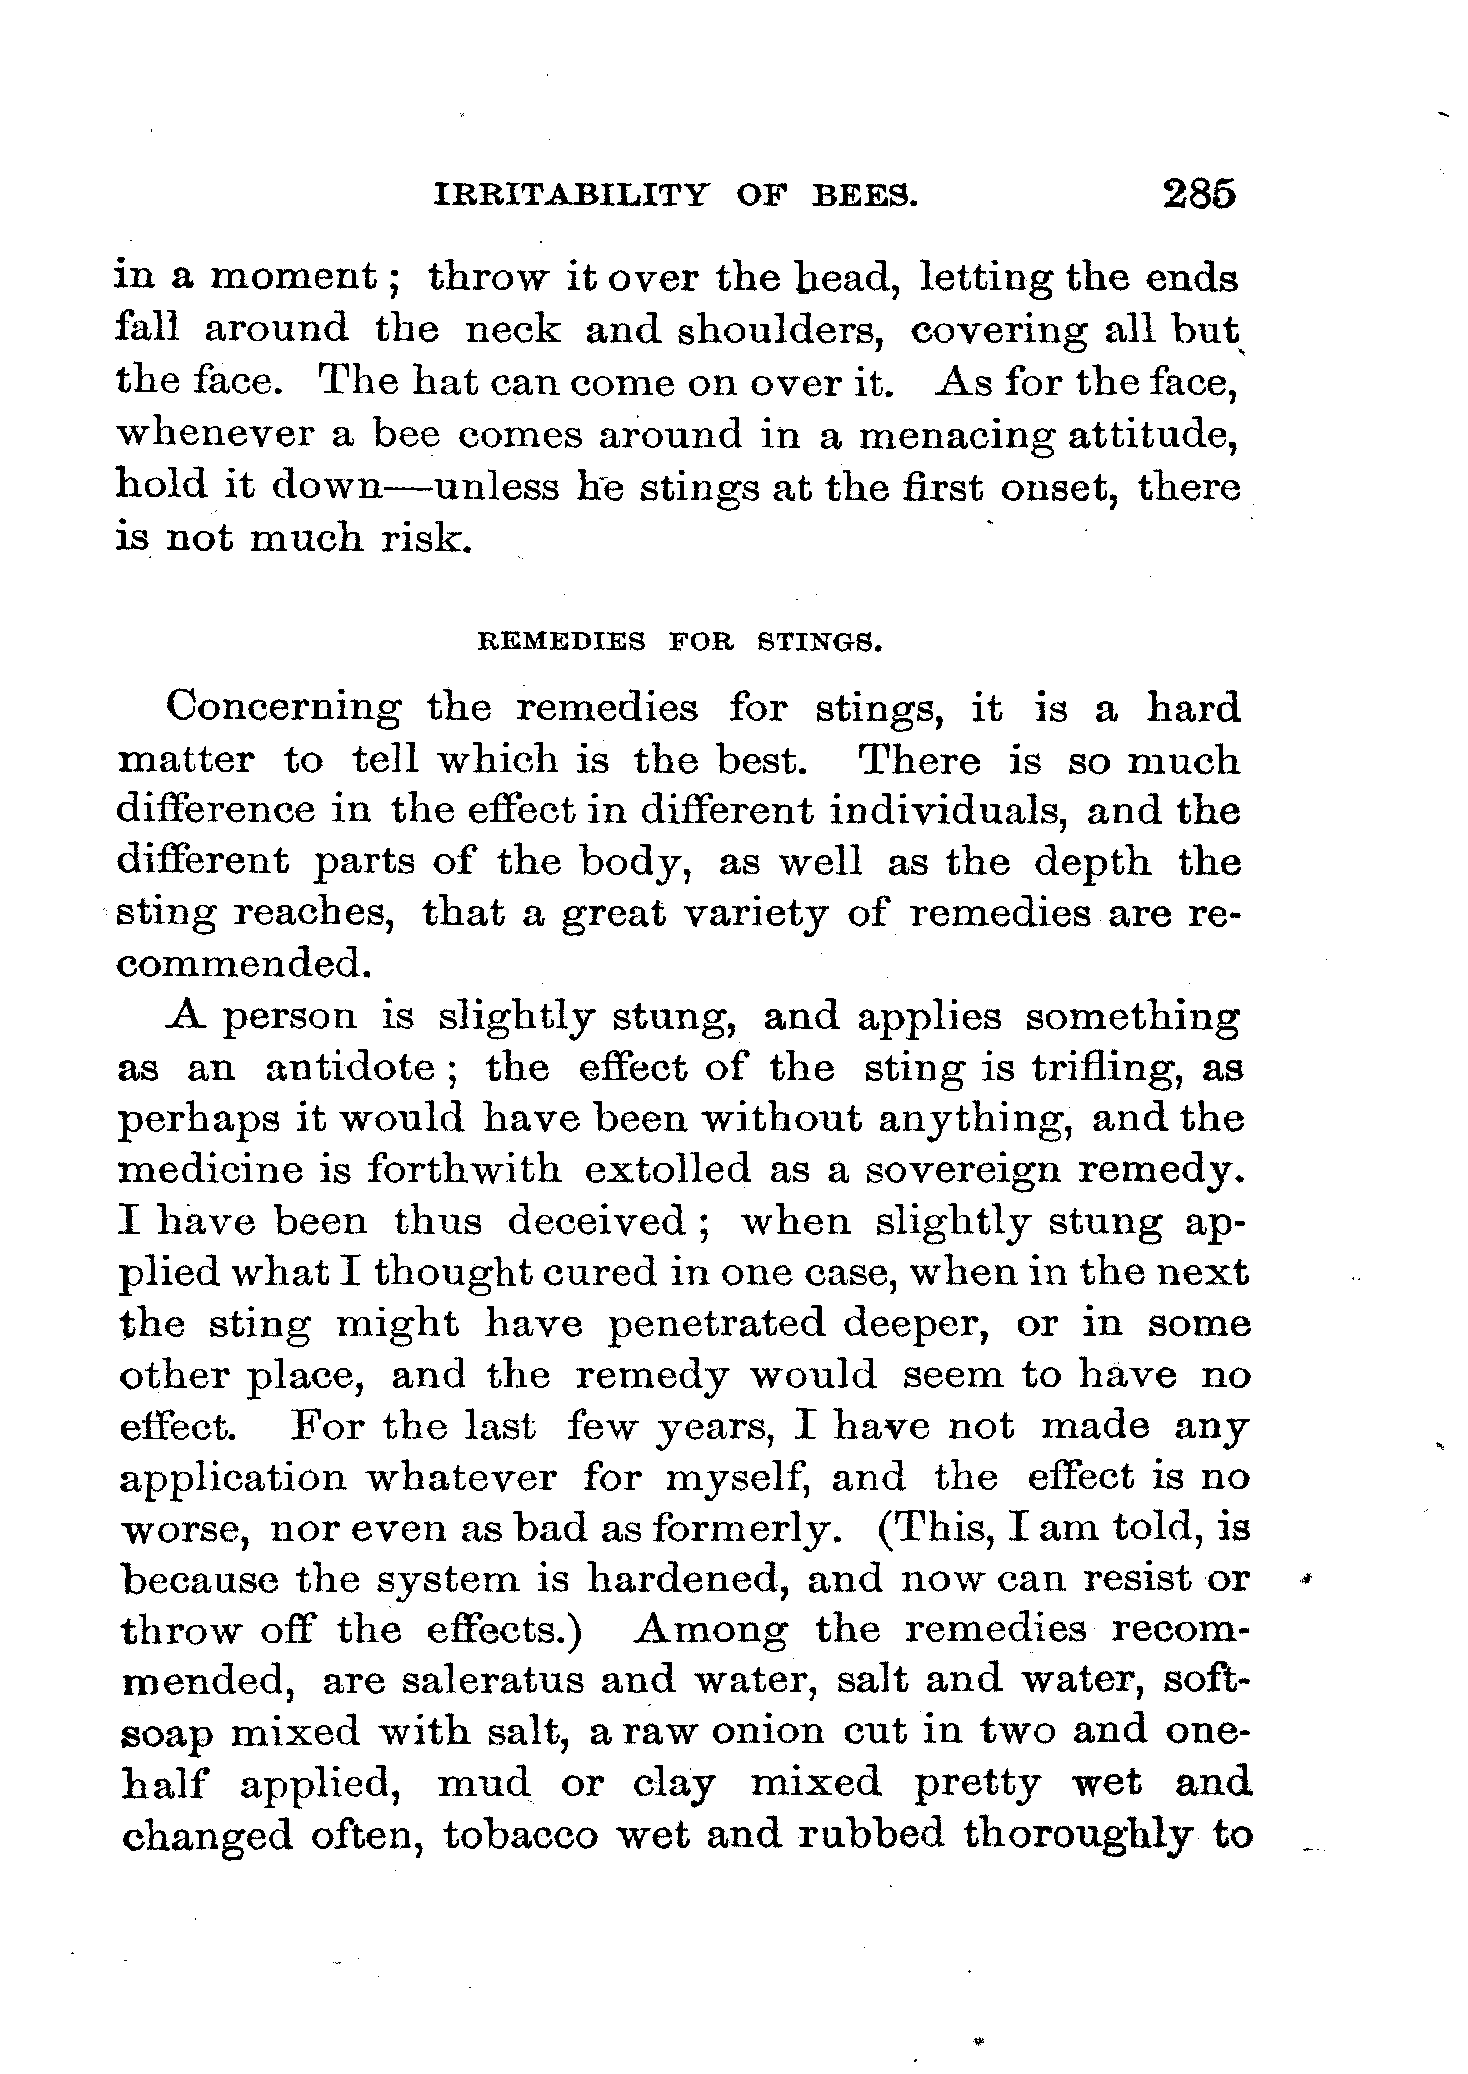 IRRITABILITY OF BEES. 285
in a moment ; throw it over the head, letting the ends
fall around the neck and shoulders, covering all but
the face. The hat can come on over it. As for the face,
whenever a bee comes around in a menacing attitude,
hold it down—unless he stings at the first onset, there
is not much risk.
REMEDIES FOR STINGS.
Concerning the remedies for stings, it is a hard
matter to tell which is the best. There is so much
difference in the effect in different individuals, and the
different parts of the body, as well as the depth the
sting reaches, that a great variety of remedies are re-
commended.
A person is slightly stung, and applies something
as an antidote ; the effect of the sting is trifling, as
perhaps it would have been without anything, and the
medicine is forthwith extolled as a sovereign remedy.
I have been thus deceived ; when slightly stung ap-
plied what I thought cured in one case, when in the next
the sting might have penetrated deeper, or in some
other place, and the remedy would seem to have no
effect. For the last few years, I have not made any
application whatever for myself, and the effect is no
worse, nor even as bad as formerly. (This, I am told, is
because the system is hardened, and now can resist or
throw off the effects.) Among the remedies recom-
mended, are saleratus and water, salt and water, soft-
soap mixed with salt, a raw onion cut in two and one-
half applied, mud or clay mixed pretty wet and
changed often, tobacco wet and rubbed thoroughly to